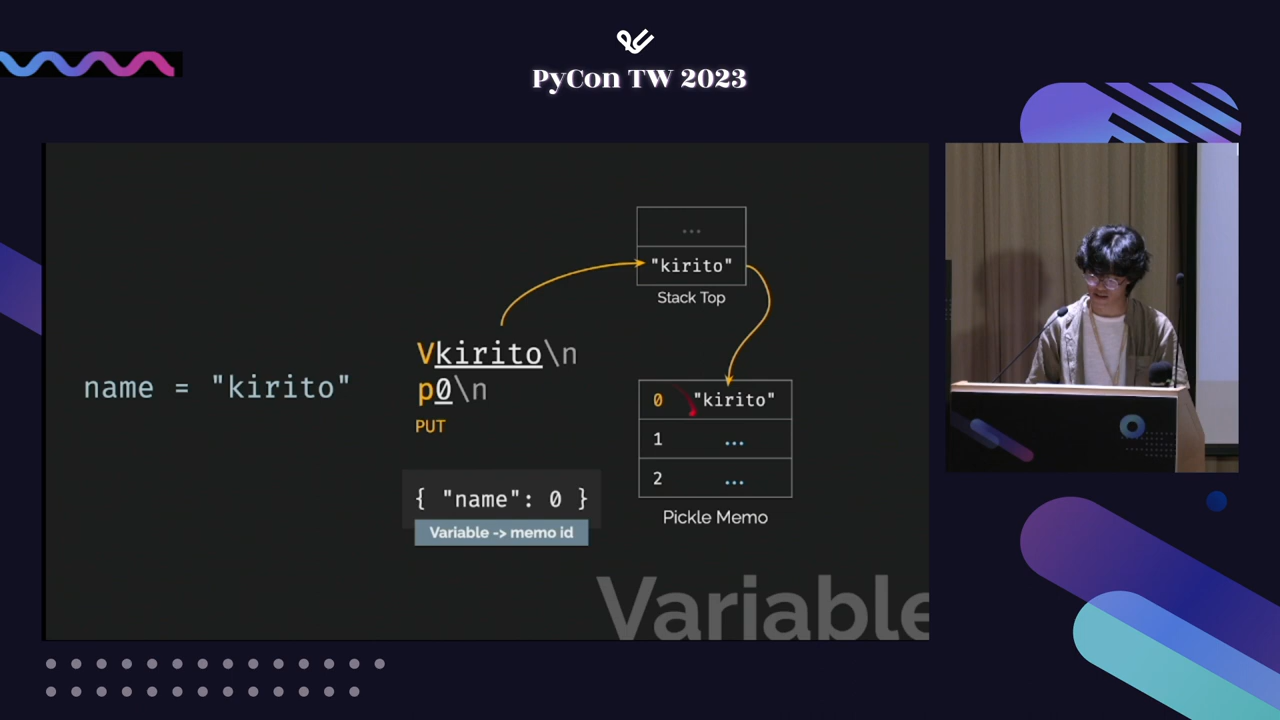 PyCon TW 2023
...
"kirito"
Stack Top
Vkirito\n
p0\n
PUT
name = "kirito"
0 "kirito"
1 ...
2 ...
Pickle Memo
{ "name": 0 }
Variable -> memo id
Variable